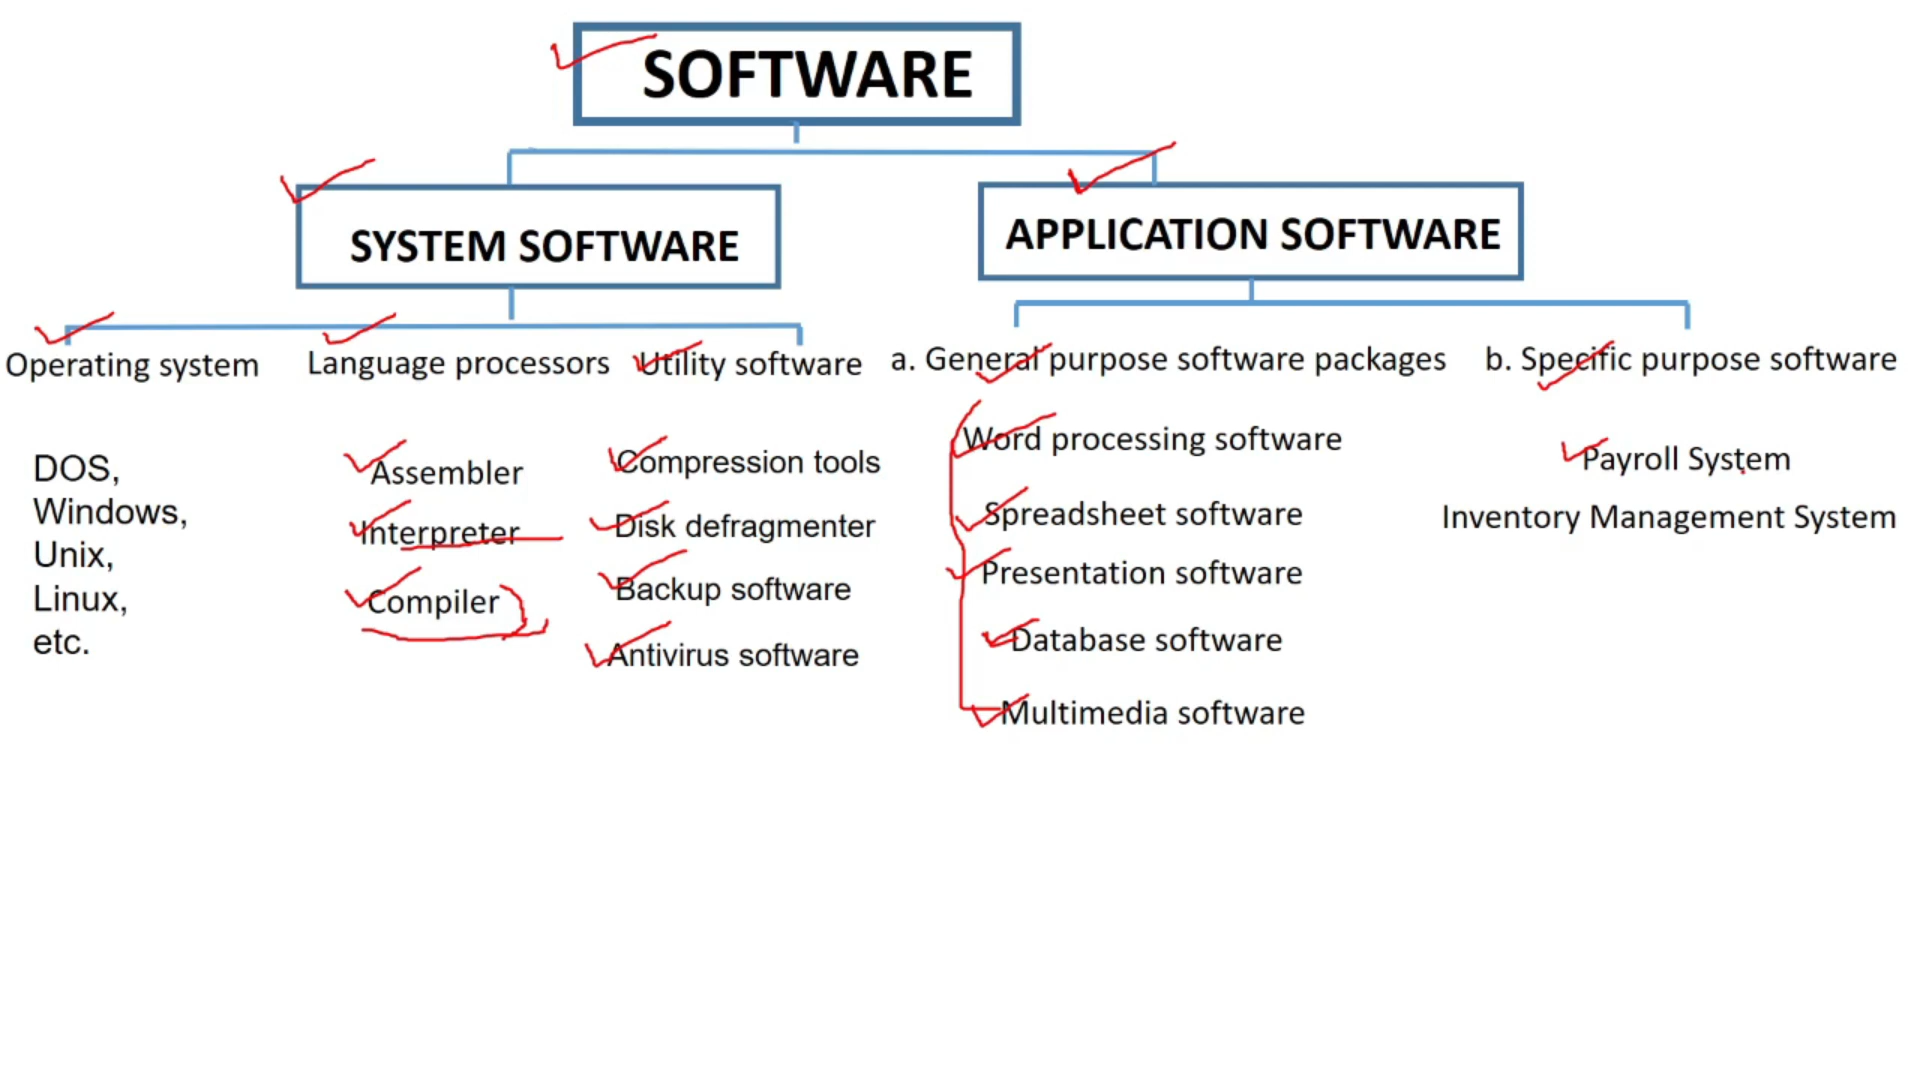 SOFTWARE
SYSTEM SOFTWARE
APPLICATION SOFTWARE
Operating system
DOS,
Windows,
Unix,
Linux,
etc.
Language processors
Assembler
Interpreter
Compiler
Utility software
Compression tools
Disk defragmenter
Backup software
Antivirus software
a. General purpose software packages
Word processing software
Spreadsheet software
Presentation software
Database software
Multimedia software
b. Specific purpose software
Payroll System
Inventory Management System